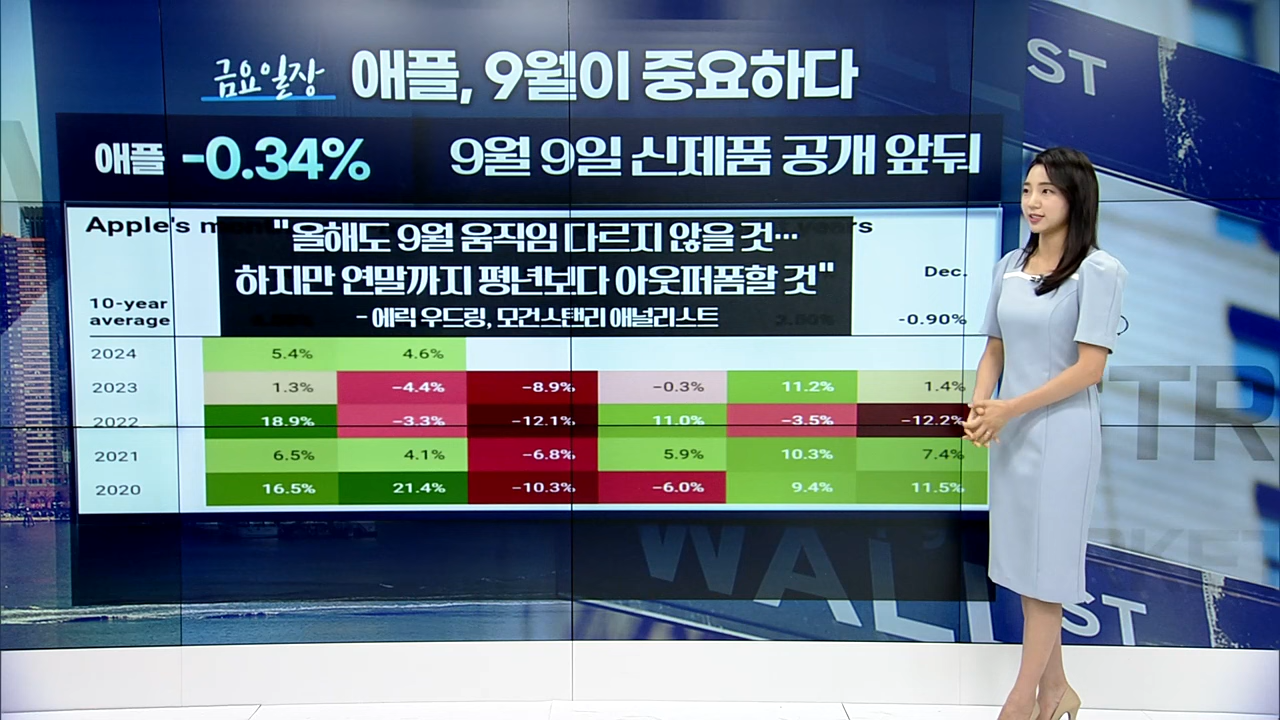 금요일장 애플, 9월이 중요하다
애플 -0.34% 9월 9일 신제품 공개 앞둬
Apple's
"올해도 9월 움직임 다르지 않을 것…
하지만 연말까지 평년보다 아웃퍼폼할 것"
- 에릭 우드링, 모건스탠리 애널리스트
Dec.
10-year
average -0.90%
2024 5.4% 4.6%
2023 1.3% -4.4% -8.9% -0.3% 11.2% 1.4%
2022 18.9% -3.3% -12.1% 11.0% -3.5% -12.2%
2021 6.5% 4.1% -6.8% 5.9% 10.3% 7.4%
2020 16.5% 21.4% -10.3% -6.0% 9.4% 11.5%
ST
WALL
ST